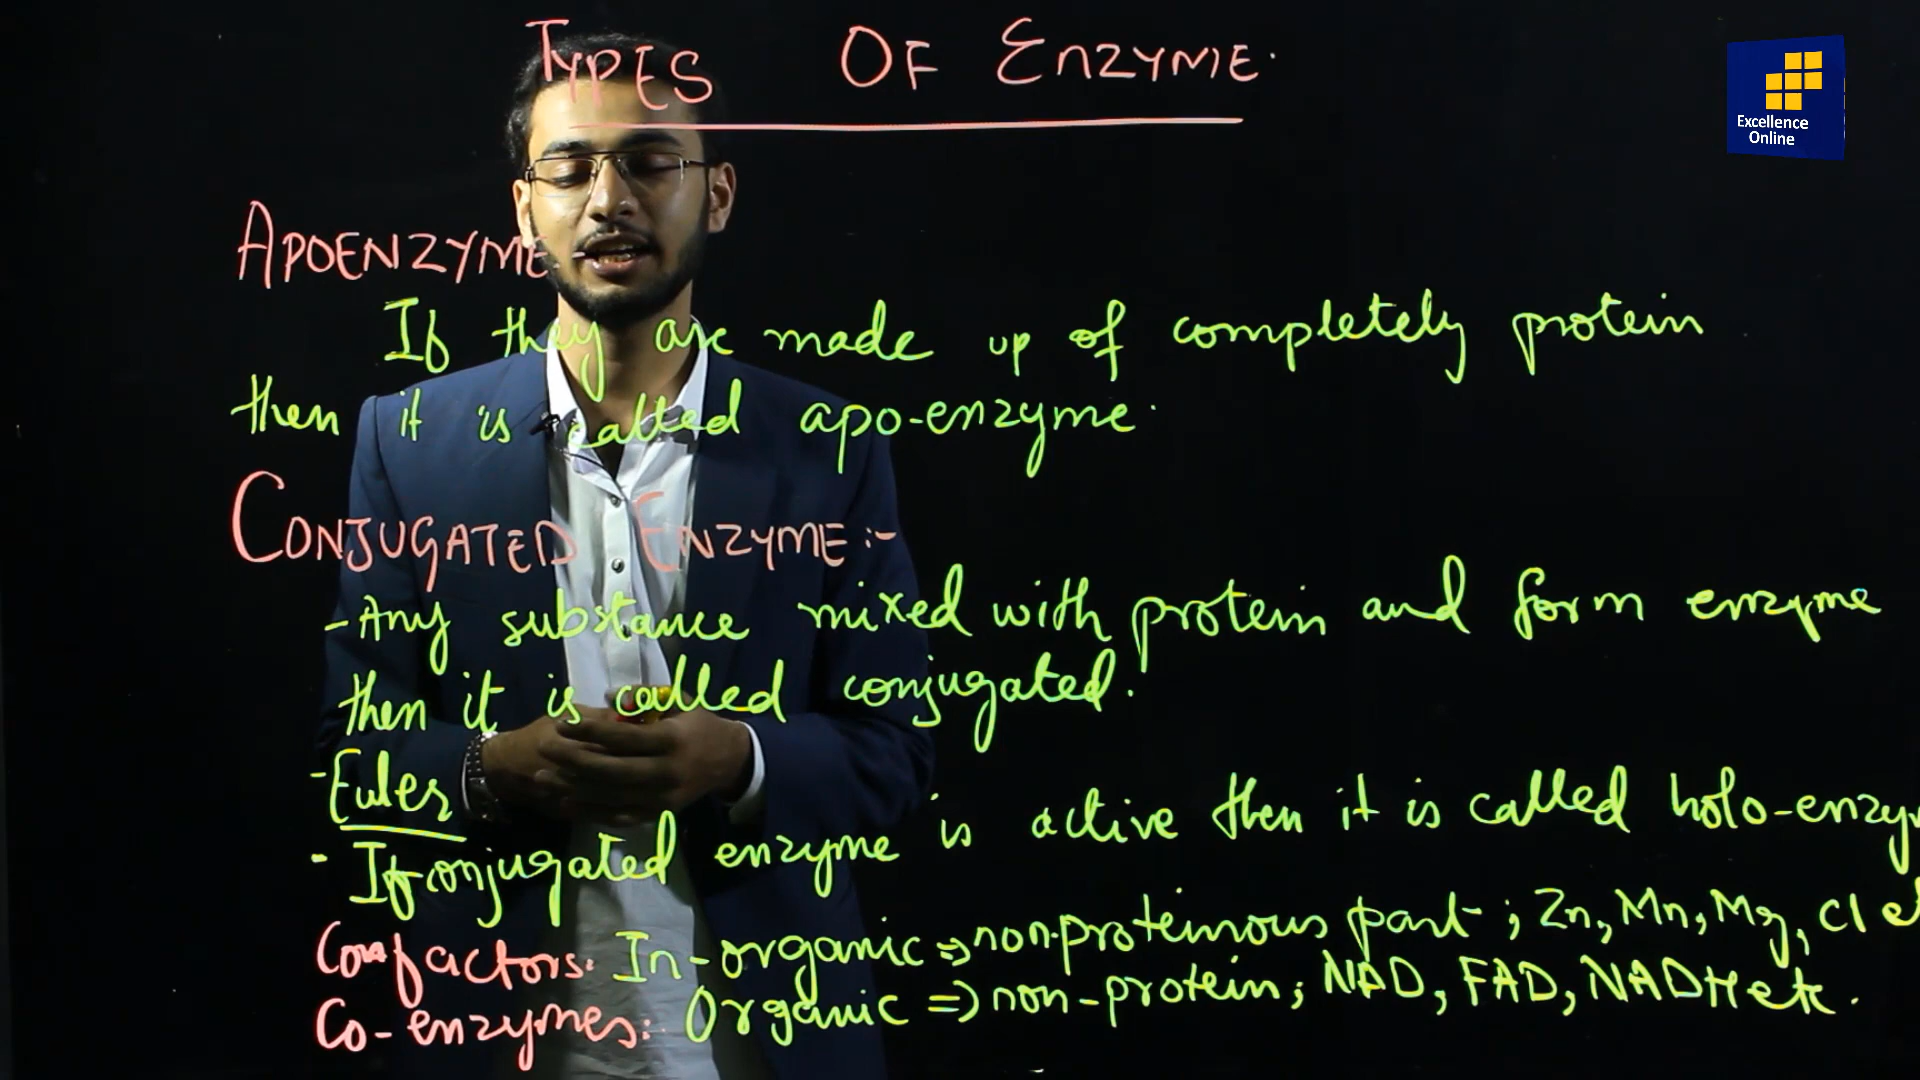 TYPES OF ENZYME.
Excellence
Online
APOENZYME
If they are made up of completely protein
then it is called apo-enzyme.
CONJUGATED ENZYME :-
- Any substance mixed with protein and form enzyme
then it is called conjugated.
- Euler
- If conjugated enzyme is active then it is called holo-enzy
Co-factors: In-organic => non-proteinous part ; Zn, Mn, Mg, Cl et
Co-enzymes:- Organic => non-protein; NAD, FAD, NADH etc.